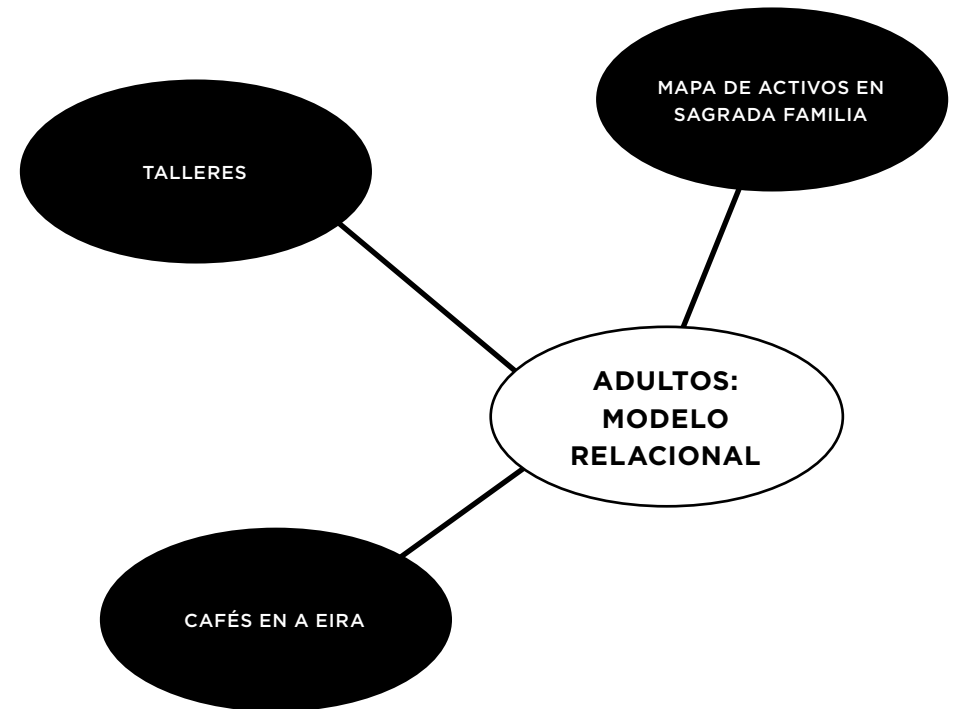 MAPA DE ACTIVOS EN
SAGRADA FAMILIA
TALLERES
ADULTOS:
MODELO
RELACIONAL
CAFÉS EN A EIRA